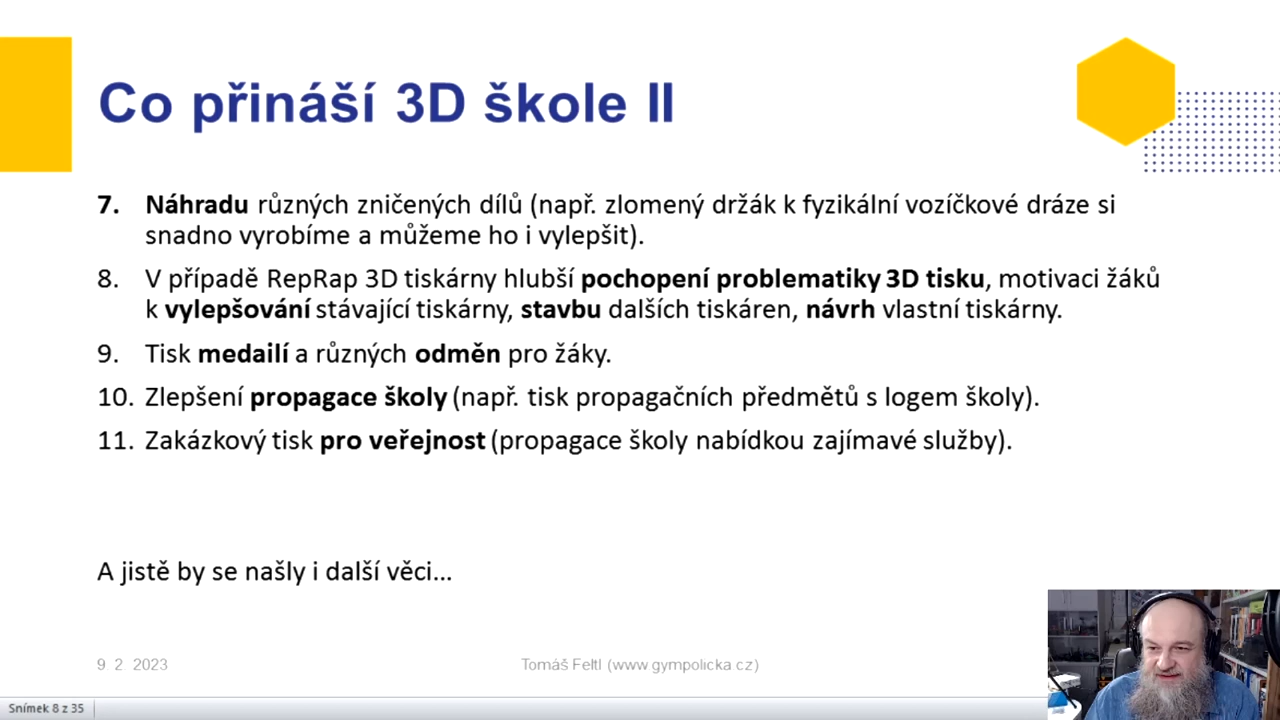 Co přináší 3D škole II
7. Náhradu různých zničených dílů (např. zlomený držák k fyzikální vozíčkové dráze si
snadno vyrobíme a můžeme ho i vylepšit).
8. V případě RepRap 3D tiskárny hlubší pochopení problematiky 3D tisku, motivaci žáků
k vylepšování stávající tiskárny, stavbu dalších tiskáren, návrh vlastní tiskárny.
9. Tisk medailí a různých odměn pro žáky.
10. Zlepšení propagace školy (např. tisk propagačních předmětů s logem školy).
11. Zakázkový tisk pro veřejnost (propagace školy nabídkou zajímavé služby).
A jistě by se našly i další věci...
9 2 2023
Tomáš Feltl (www.gympolicka.cz)
Snímek 8 z 35